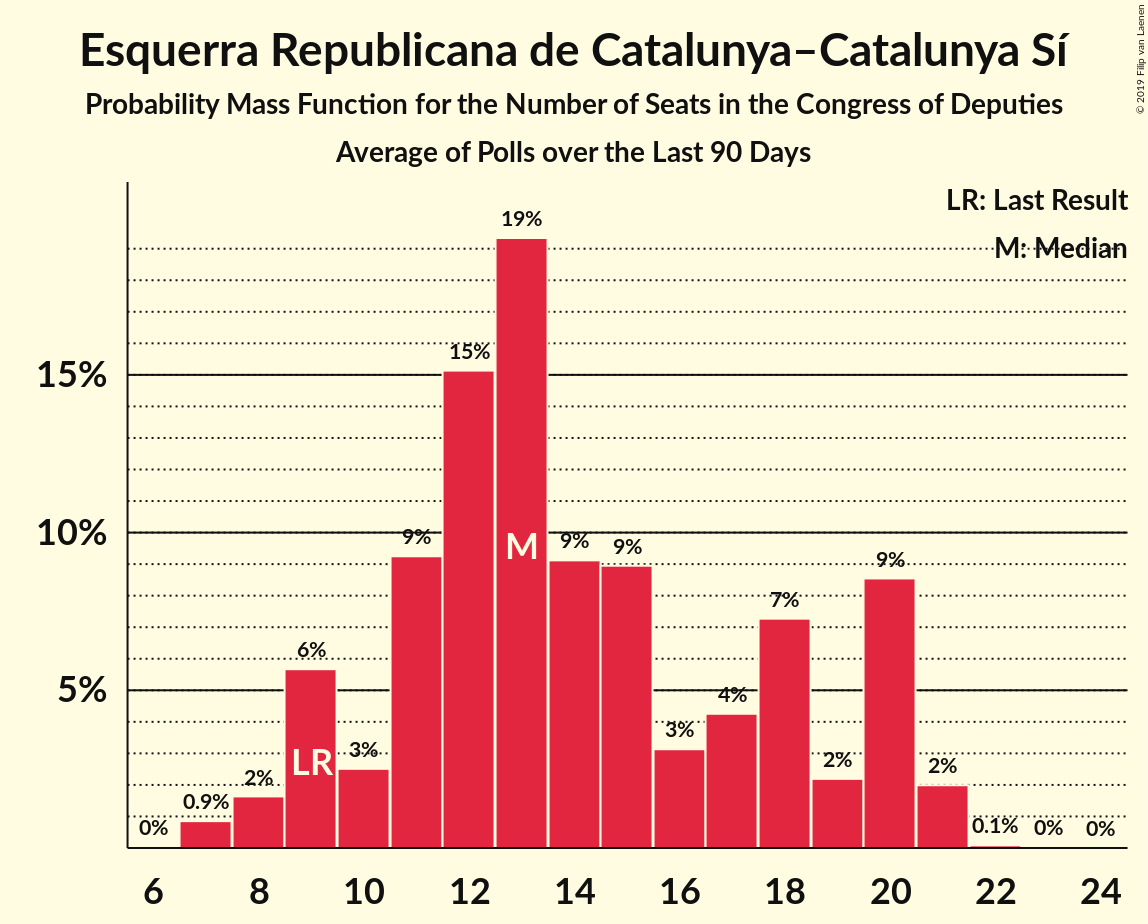 Esquerra Republicana de Catalunya–Catalunya Sí
Probability Mass Function for the Number of Seats in the Congress of Deputies
Average of Polls over the Last 90 Days
© 2019 Filip van Laenen
LR: Last Result
M: Median
15%
10%
5%
0%
0.9%
2%
6%
3%
9%
15%
19%
9%
9%
3%
4%
7%
2%
9%
2%
0.1%
0%
0%
LR
M
6 8 10 12 14 16 18 20 22 24